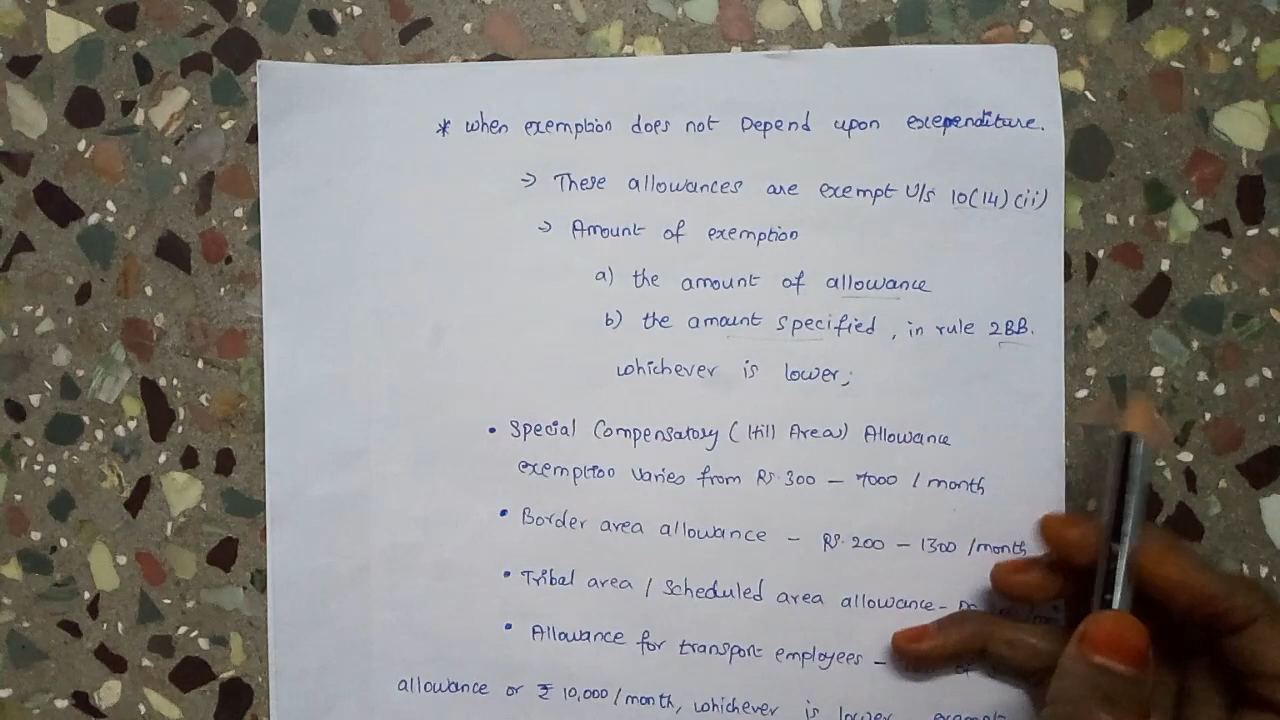 * When exemption does not Depend upon excependiture.
→ These allowances are exempt U/s 10(14)(ii)
→ Amount of exemption
a) the amount of allowance
b) the amount specified, in rule 2BB.
whichever is lower;
• Special Compensatory (Hill Area) Allowance
exemption varies from Rs. 300 – 7000 / month
• Border area allowance – Rs. 200 – 1300 /month
• Tribal area / Scheduled area allowance –
• Allowance for transport employees – of
allowance or ₹ 10,000/month, whichever is lower